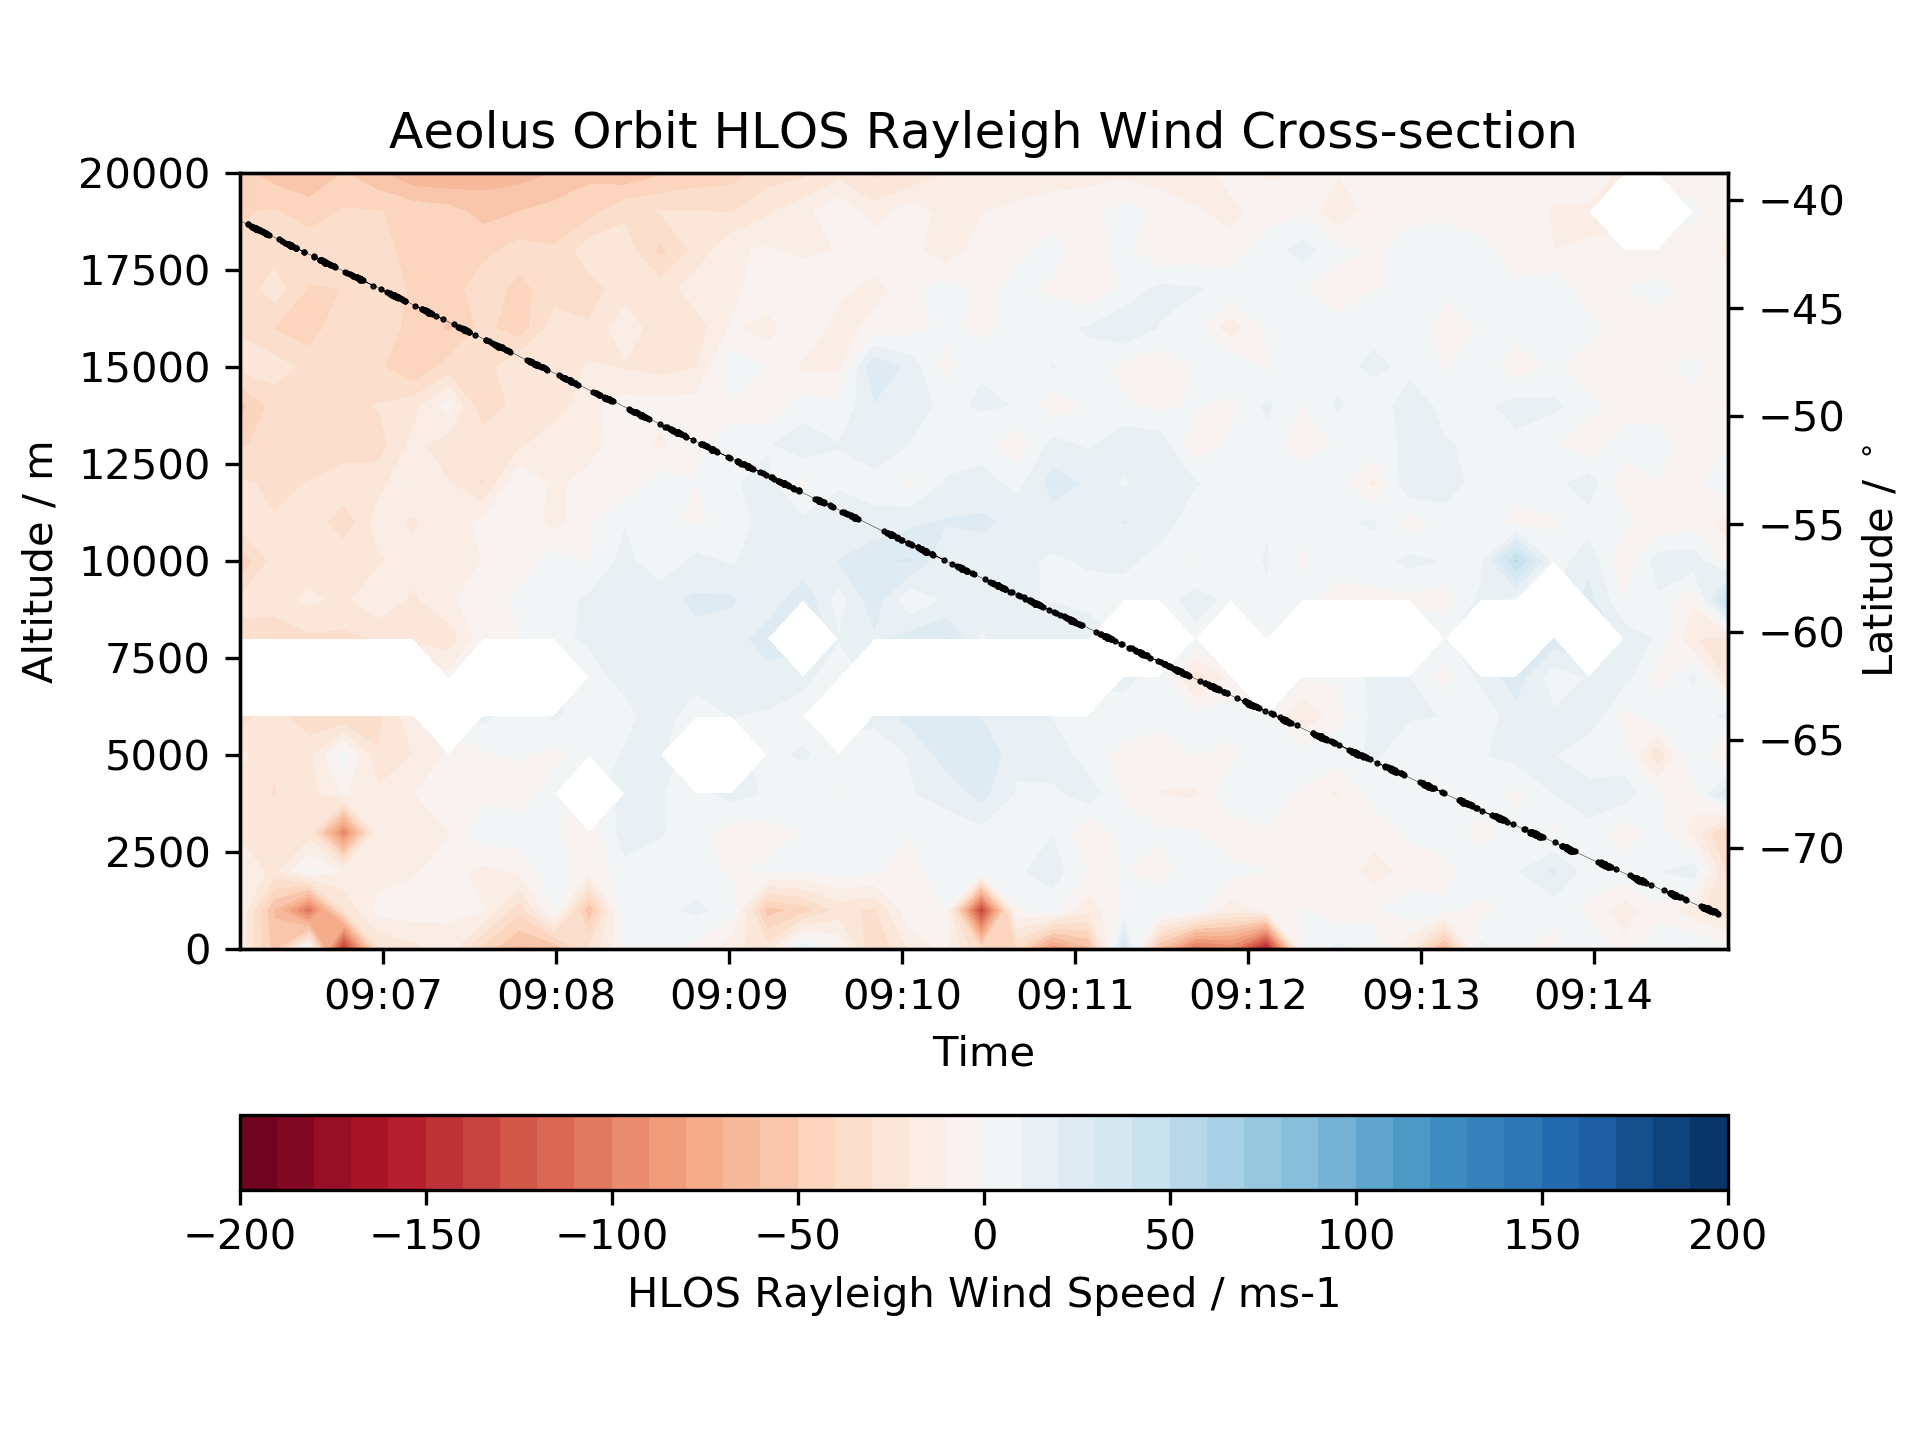 Aeolus Orbit HLOS Rayleigh Wind Cross-section
20000
17500
15000
12500
10000
7500
5000
2500
0
Altitude / m
−40
−45
−50
−55
−60
−65
−70
Latitude / °
09:07 09:08 09:09 09:10 09:11 09:12 09:13 09:14
Time
−200 −150 −100 −50 0 50 100 150 200
HLOS Rayleigh Wind Speed / ms-1